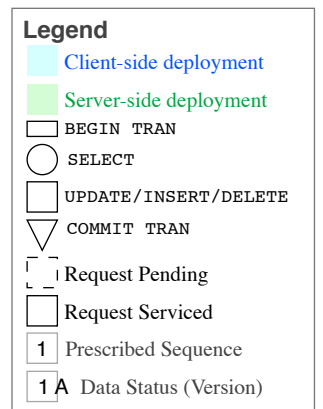 Legend
Client-side deployment
Server-side deployment
BEGIN TRAN
SELECT
UPDATE/INSERT/DELETE
COMMIT TRAN
Request Pending
Request Serviced
1 Prescribed Sequence
1 A Data Status (Version)